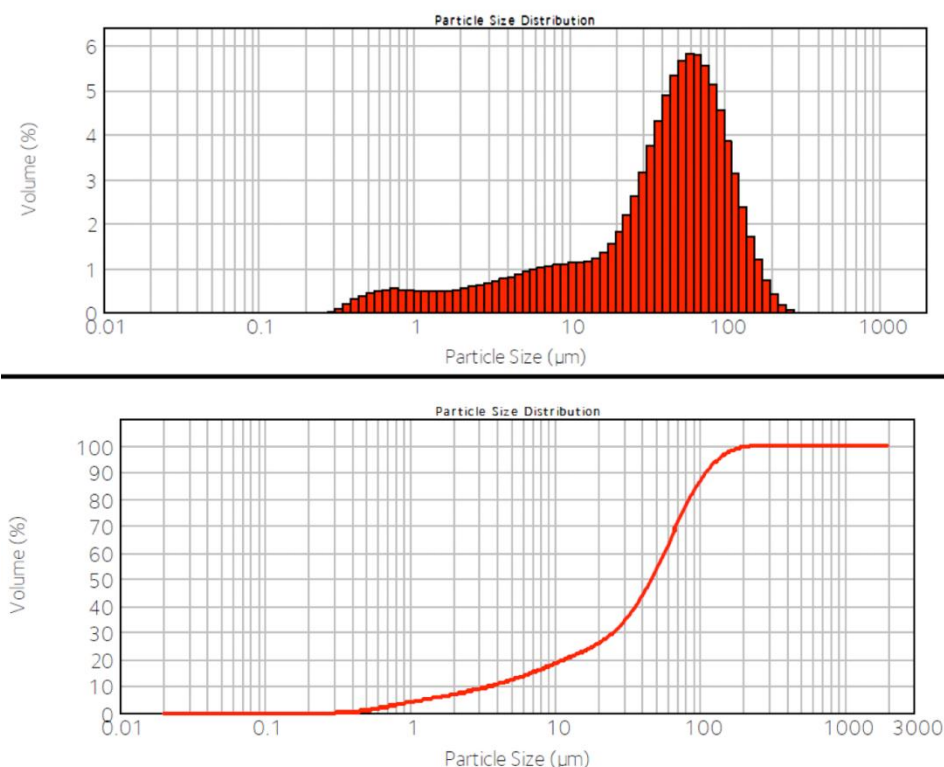 Particle Size Distribution
Volume (%)
6
5
4
3
2
1
0
0.01 0.1 1 10 100 1000
Particle Size (µm)
Particle Size Distribution
Volume (%)
100
90
80
70
60
50
40
30
20
10
0
0.01 0.1 1 10 100 1000 3000
Particle Size (µm)